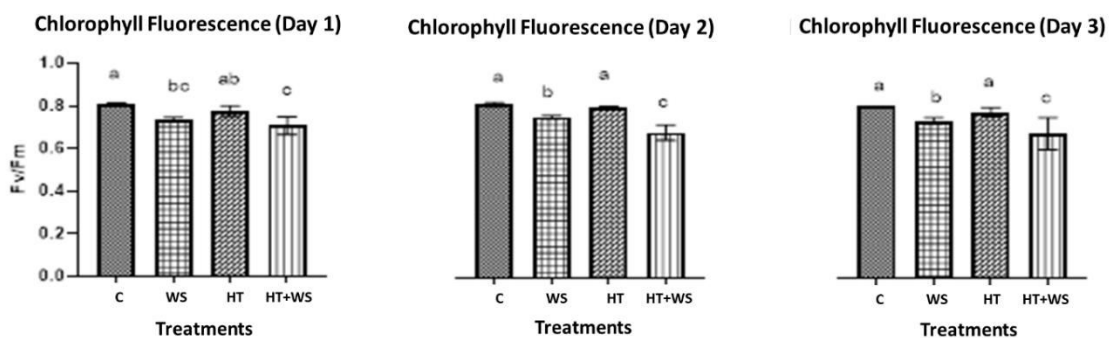 Chlorophyll Fluorescence (Day 1)
Chlorophyll Fluorescence (Day 2)
Chlorophyll Fluorescence (Day 3)
Fv/Fm
1.0
0.8
0.6
0.4
0.2
0.0
a
bc
ab
c
a
b
a
c
a
b
a
c
C WS HT HT+WS
C WS HT HT+WS
C WS HT HT+WS
Treatments
Treatments
Treatments